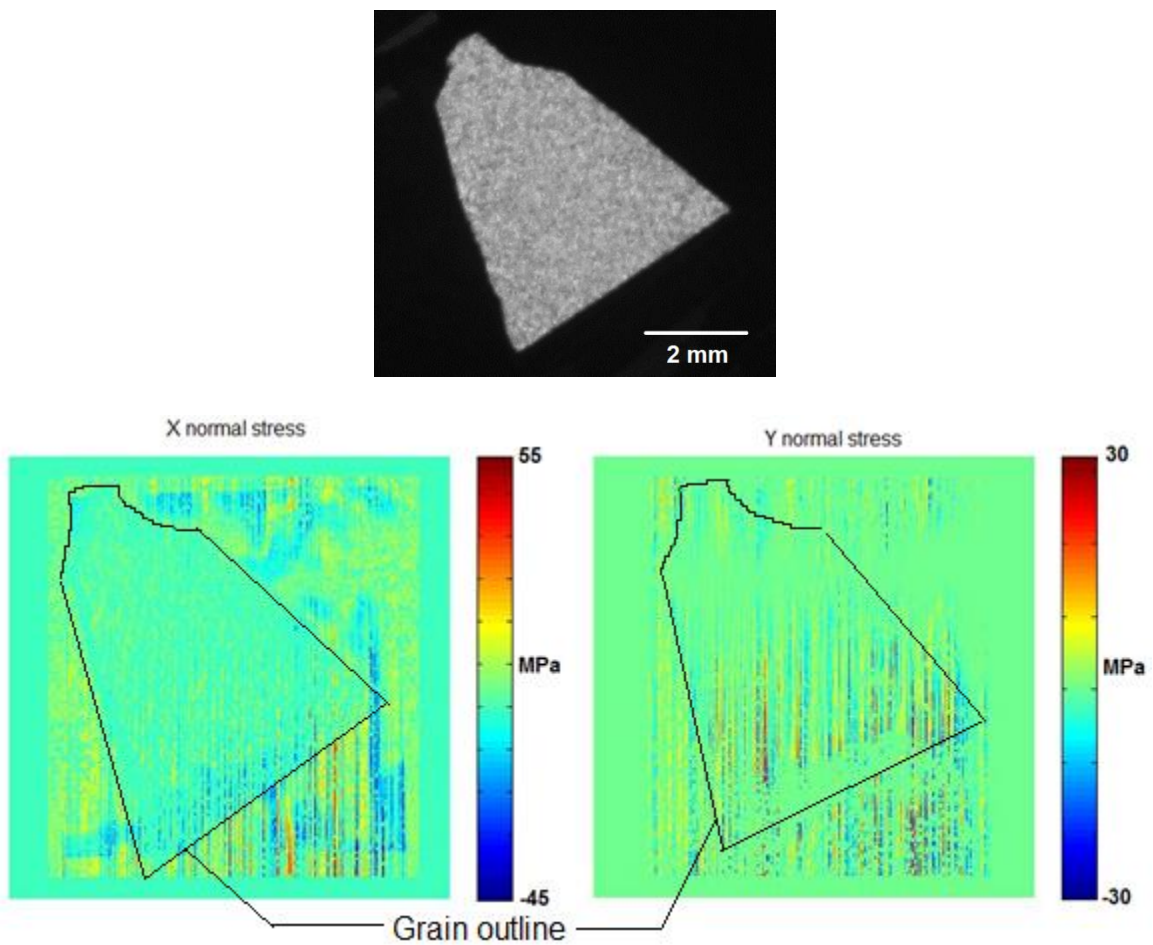 2 mm
X normal stress
Y normal stress
55
30
MPa
MPa
-45
-30
Grain outline